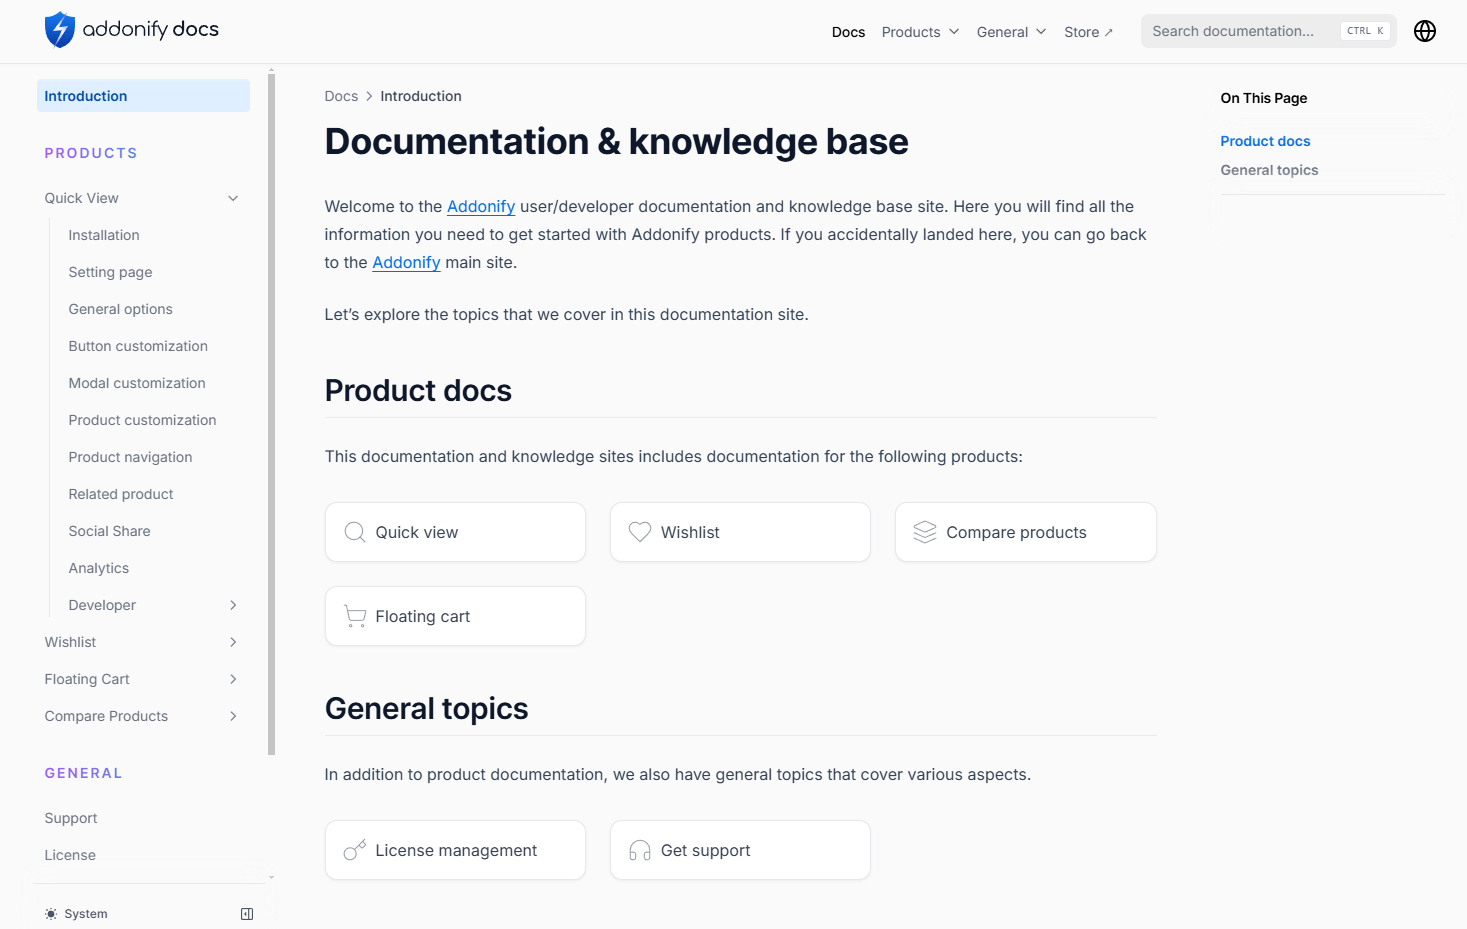 addonify docs
Docs
Products
General
Store ↗
Search documentation...
CTRL K
Introduction
PRODUCTS
Quick View
Installation
Setting page
General options
Button customization
Modal customization
Product customization
Product navigation
Related product
Social Share
Analytics
Developer
Wishlist
Floating Cart
Compare Products
GENERAL
Support
License
System
Docs > Introduction
Documentation & knowledge base
Welcome to the Addonify user/developer documentation and knowledge base site. Here you will find all the
information you need to get started with Addonify products. If you accidentally landed here, you can go back
to the Addonify main site.
Let’s explore the topics that we cover in this documentation site.
Product docs
This documentation and knowledge sites includes documentation for the following products:
Quick view
Wishlist
Compare products
Floating cart
General topics
In addition to product documentation, we also have general topics that cover various aspects.
License management
Get support
On This Page
Product docs
General topics